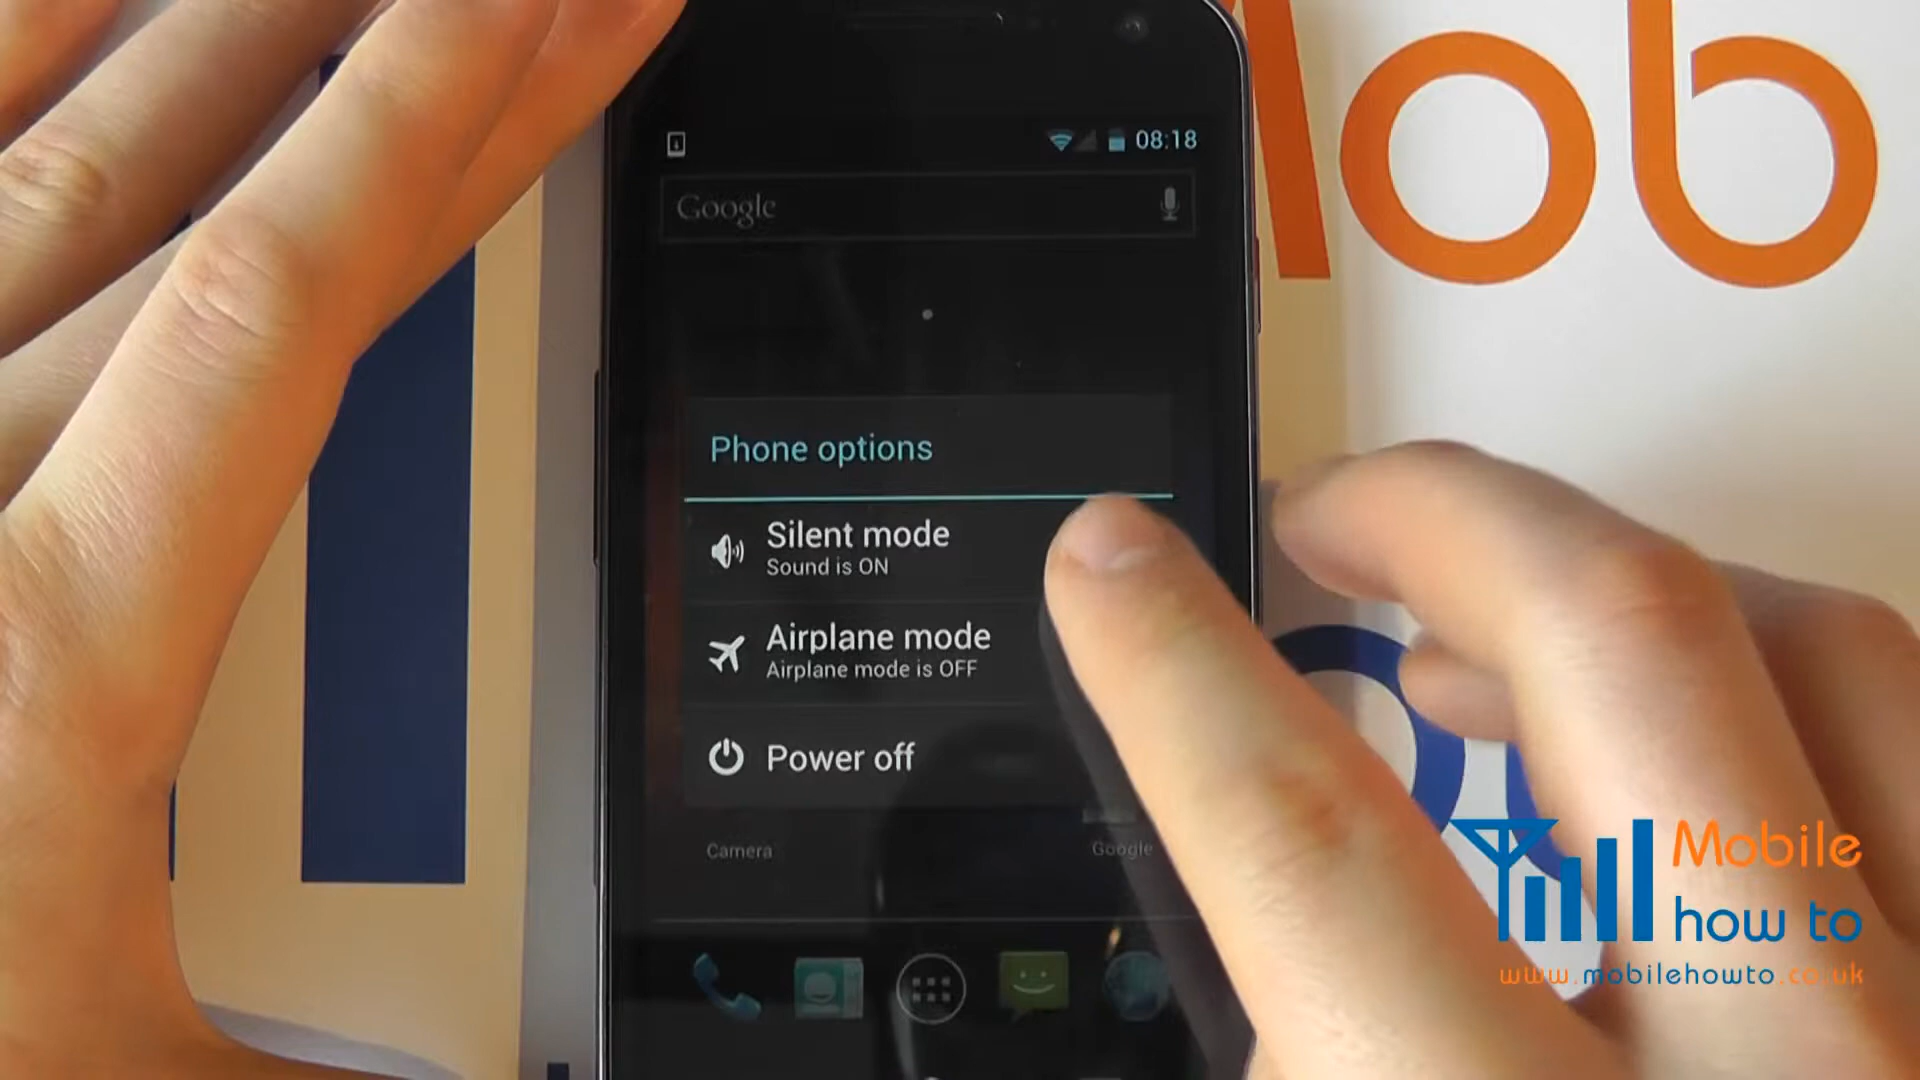 Mob
08:18
Google
Phone options
Silent mode
Sound is ON
Airplane mode
Airplane mode is OFF
Power off
Camera
Google
Mobile
how to
www.mobilehowto.co.uk